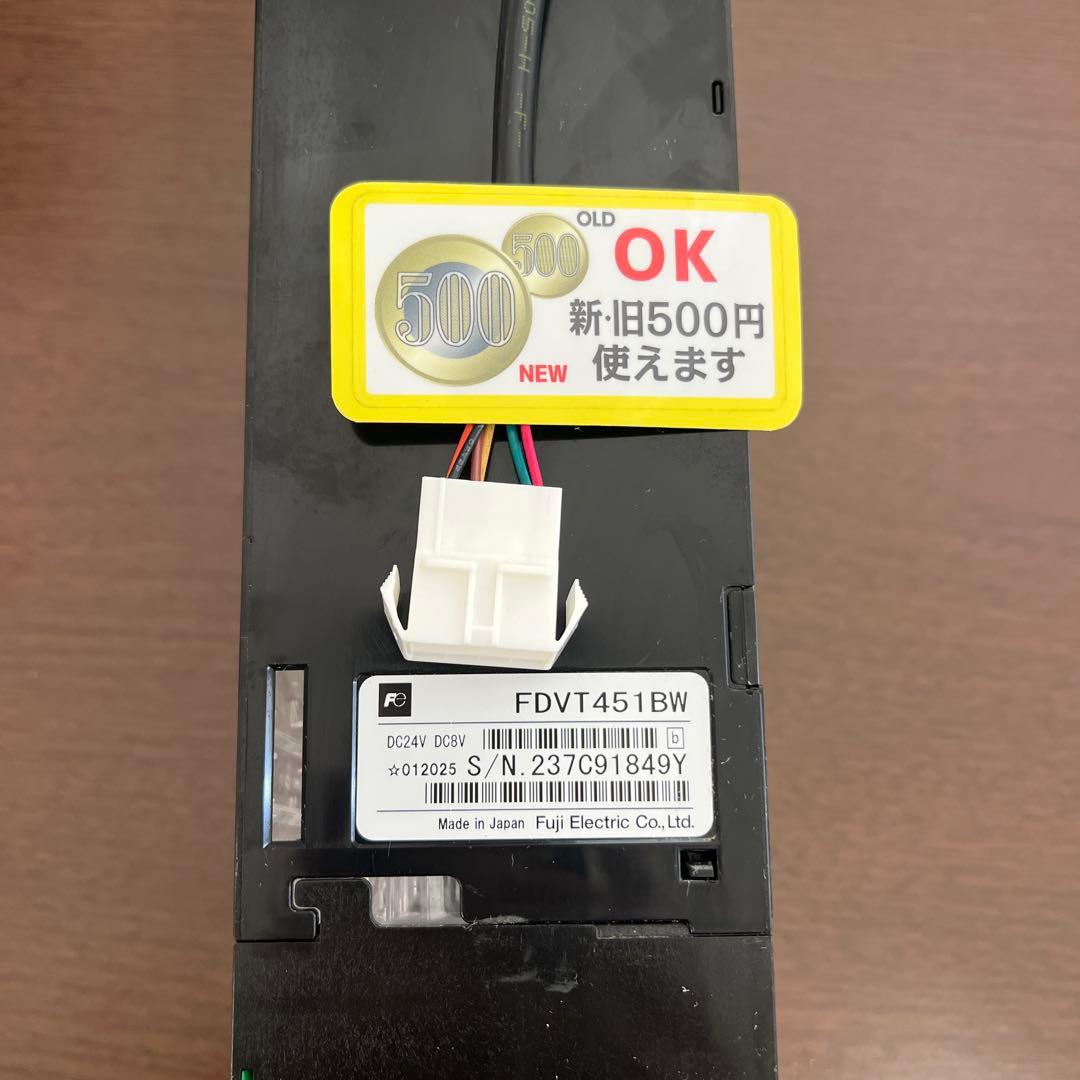 OLD
500
500
OK
新·旧500円
NEW
使えます
Fe
FDVT451BW
DC24V DC8V
b
☆012025 S/N.237C91849Y
Made in Japan Fuji Electric Co.,Ltd.